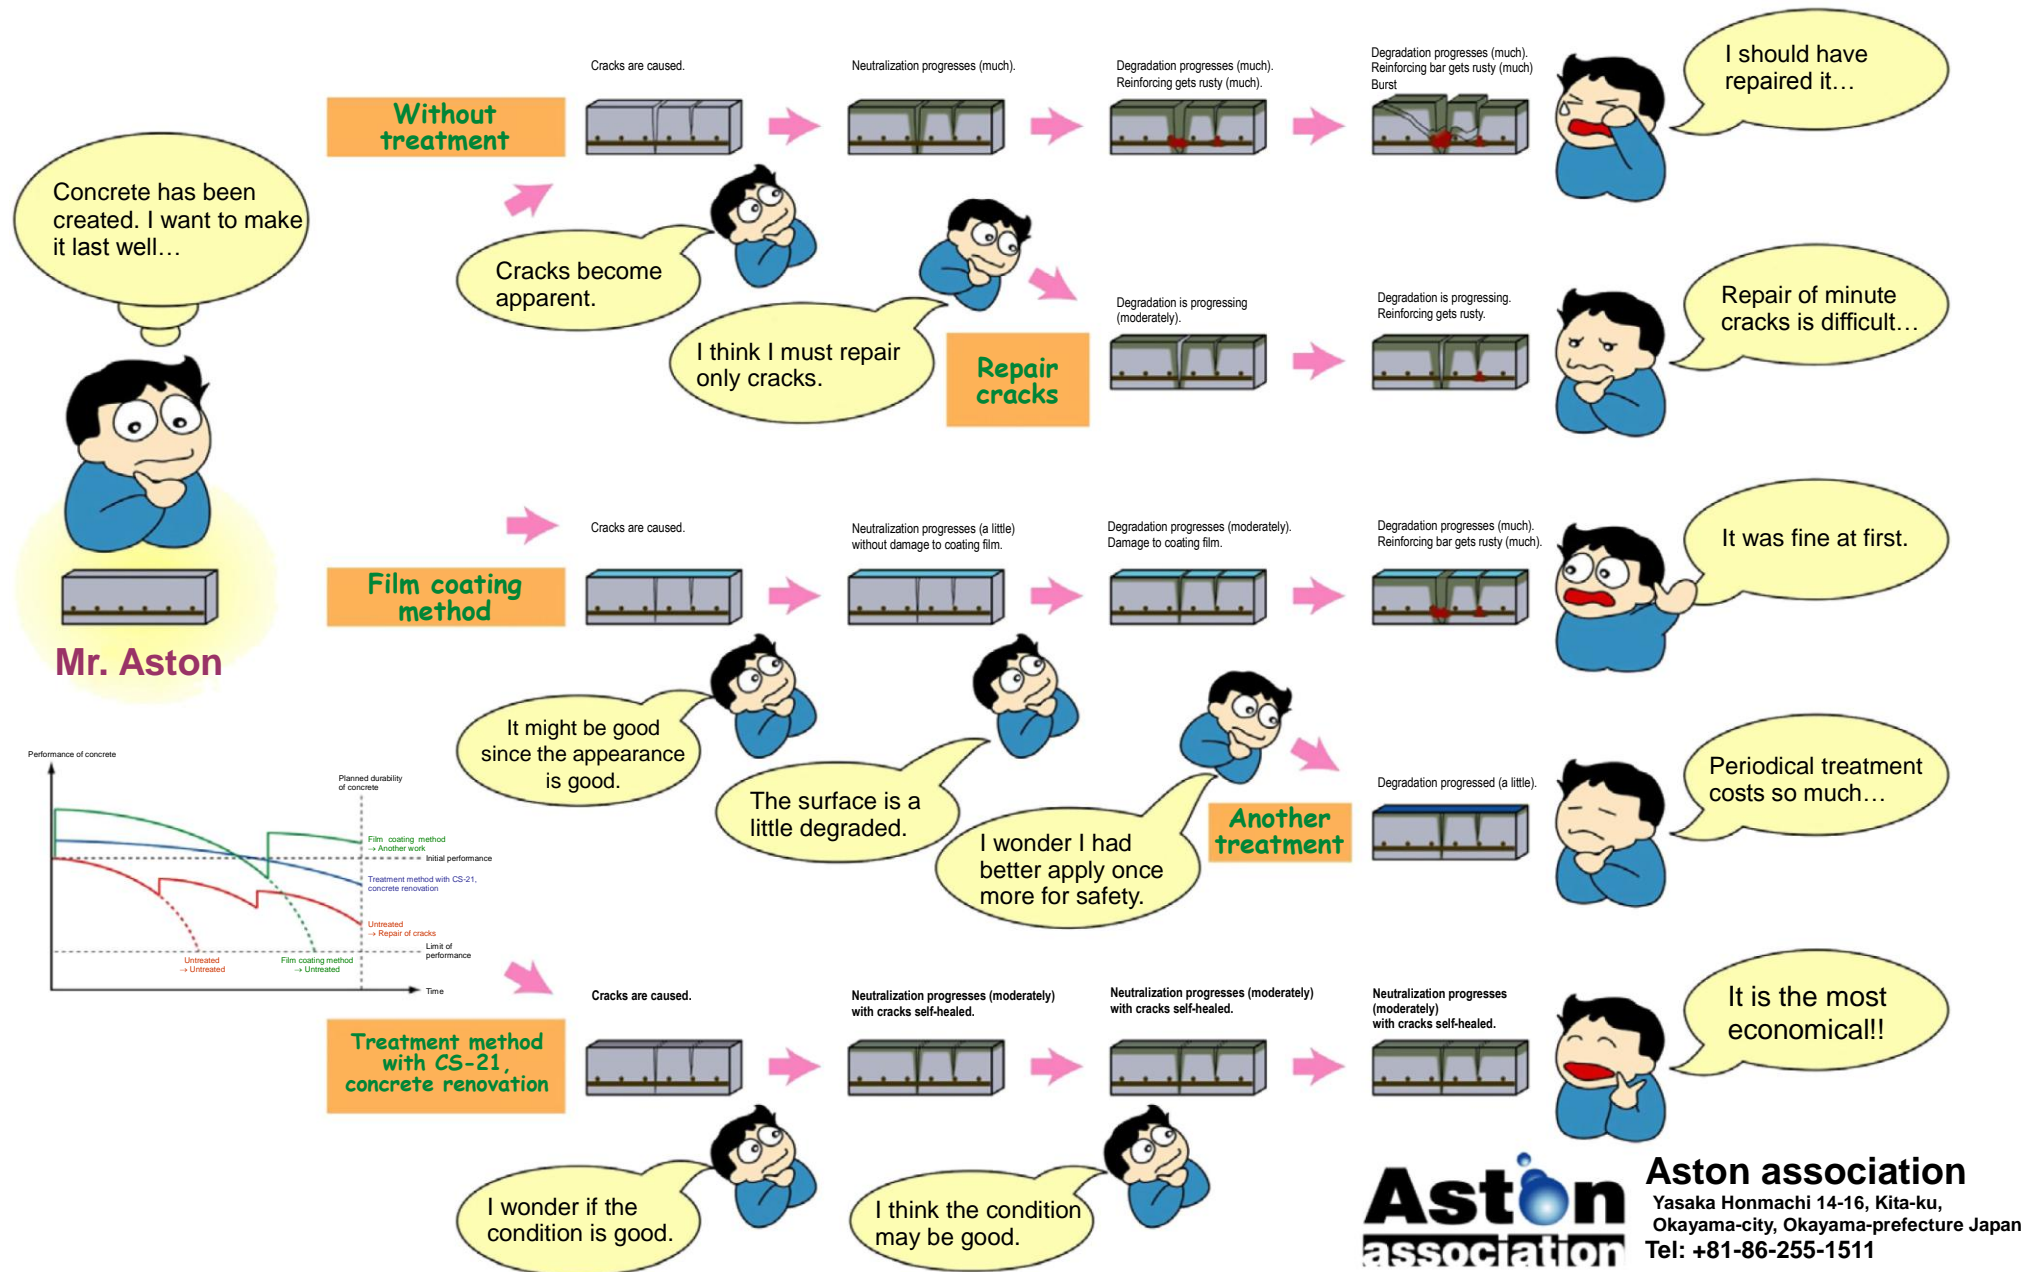 Concrete has been
created. I want to make
it last well…
Mr. Aston
Without
treatment
Cracks are caused.
Neutralization progresses (much).
Degradation progresses (much).
Reinforcing gets rusty (much).
Degradation progresses (much).
Reinforcing bar gets rusty (much)
Burst
I should have
repaired it…
Cracks become
apparent.
I think I must repair
only cracks.
Repair
cracks
Degradation is progressing
(moderately).
Degradation is progressing.
Reinforcing gets rusty.
Repair of minute
cracks is difficult…
Film coating
method
Cracks are caused.
Neutralization progresses (a little)
without damage to coating film.
Degradation progresses (moderately).
Damage to coating film.
Degradation progresses (much).
Reinforcing bar gets rusty (much).
It was fine at first.
It might be good
since the appearance
is good.
The surface is a
little degraded.
I wonder I had
better apply once
more for safety.
Another
treatment
Degradation progressed (a little).
Periodical treatment
costs so much…
Performance of concrete
Planned durability
of concrete
Film coating method
→ Another work
Initial performance
Treatment method with CS-21,
concrete renovation
Untreated
→ Repair of cracks
Limit of
performance
Untreated
→ Untreated
Film coating method
→ Untreated
Time
Treatment method
with CS-21,
concrete renovation
Cracks are caused.
Neutralization progresses (moderately)
with cracks self-healed.
Neutralization progresses (moderately)
with cracks self-healed.
Neutralization progresses
(moderately)
with cracks self-healed.
It is the most
economical!!
I wonder if the
condition is good.
I think the condition
may be good.
Aston
association
Aston association
Yasaka Honmachi 14-16, Kita-ku,
Okayama-city, Okayama-prefecture Japan
Tel: +81-86-255-1511